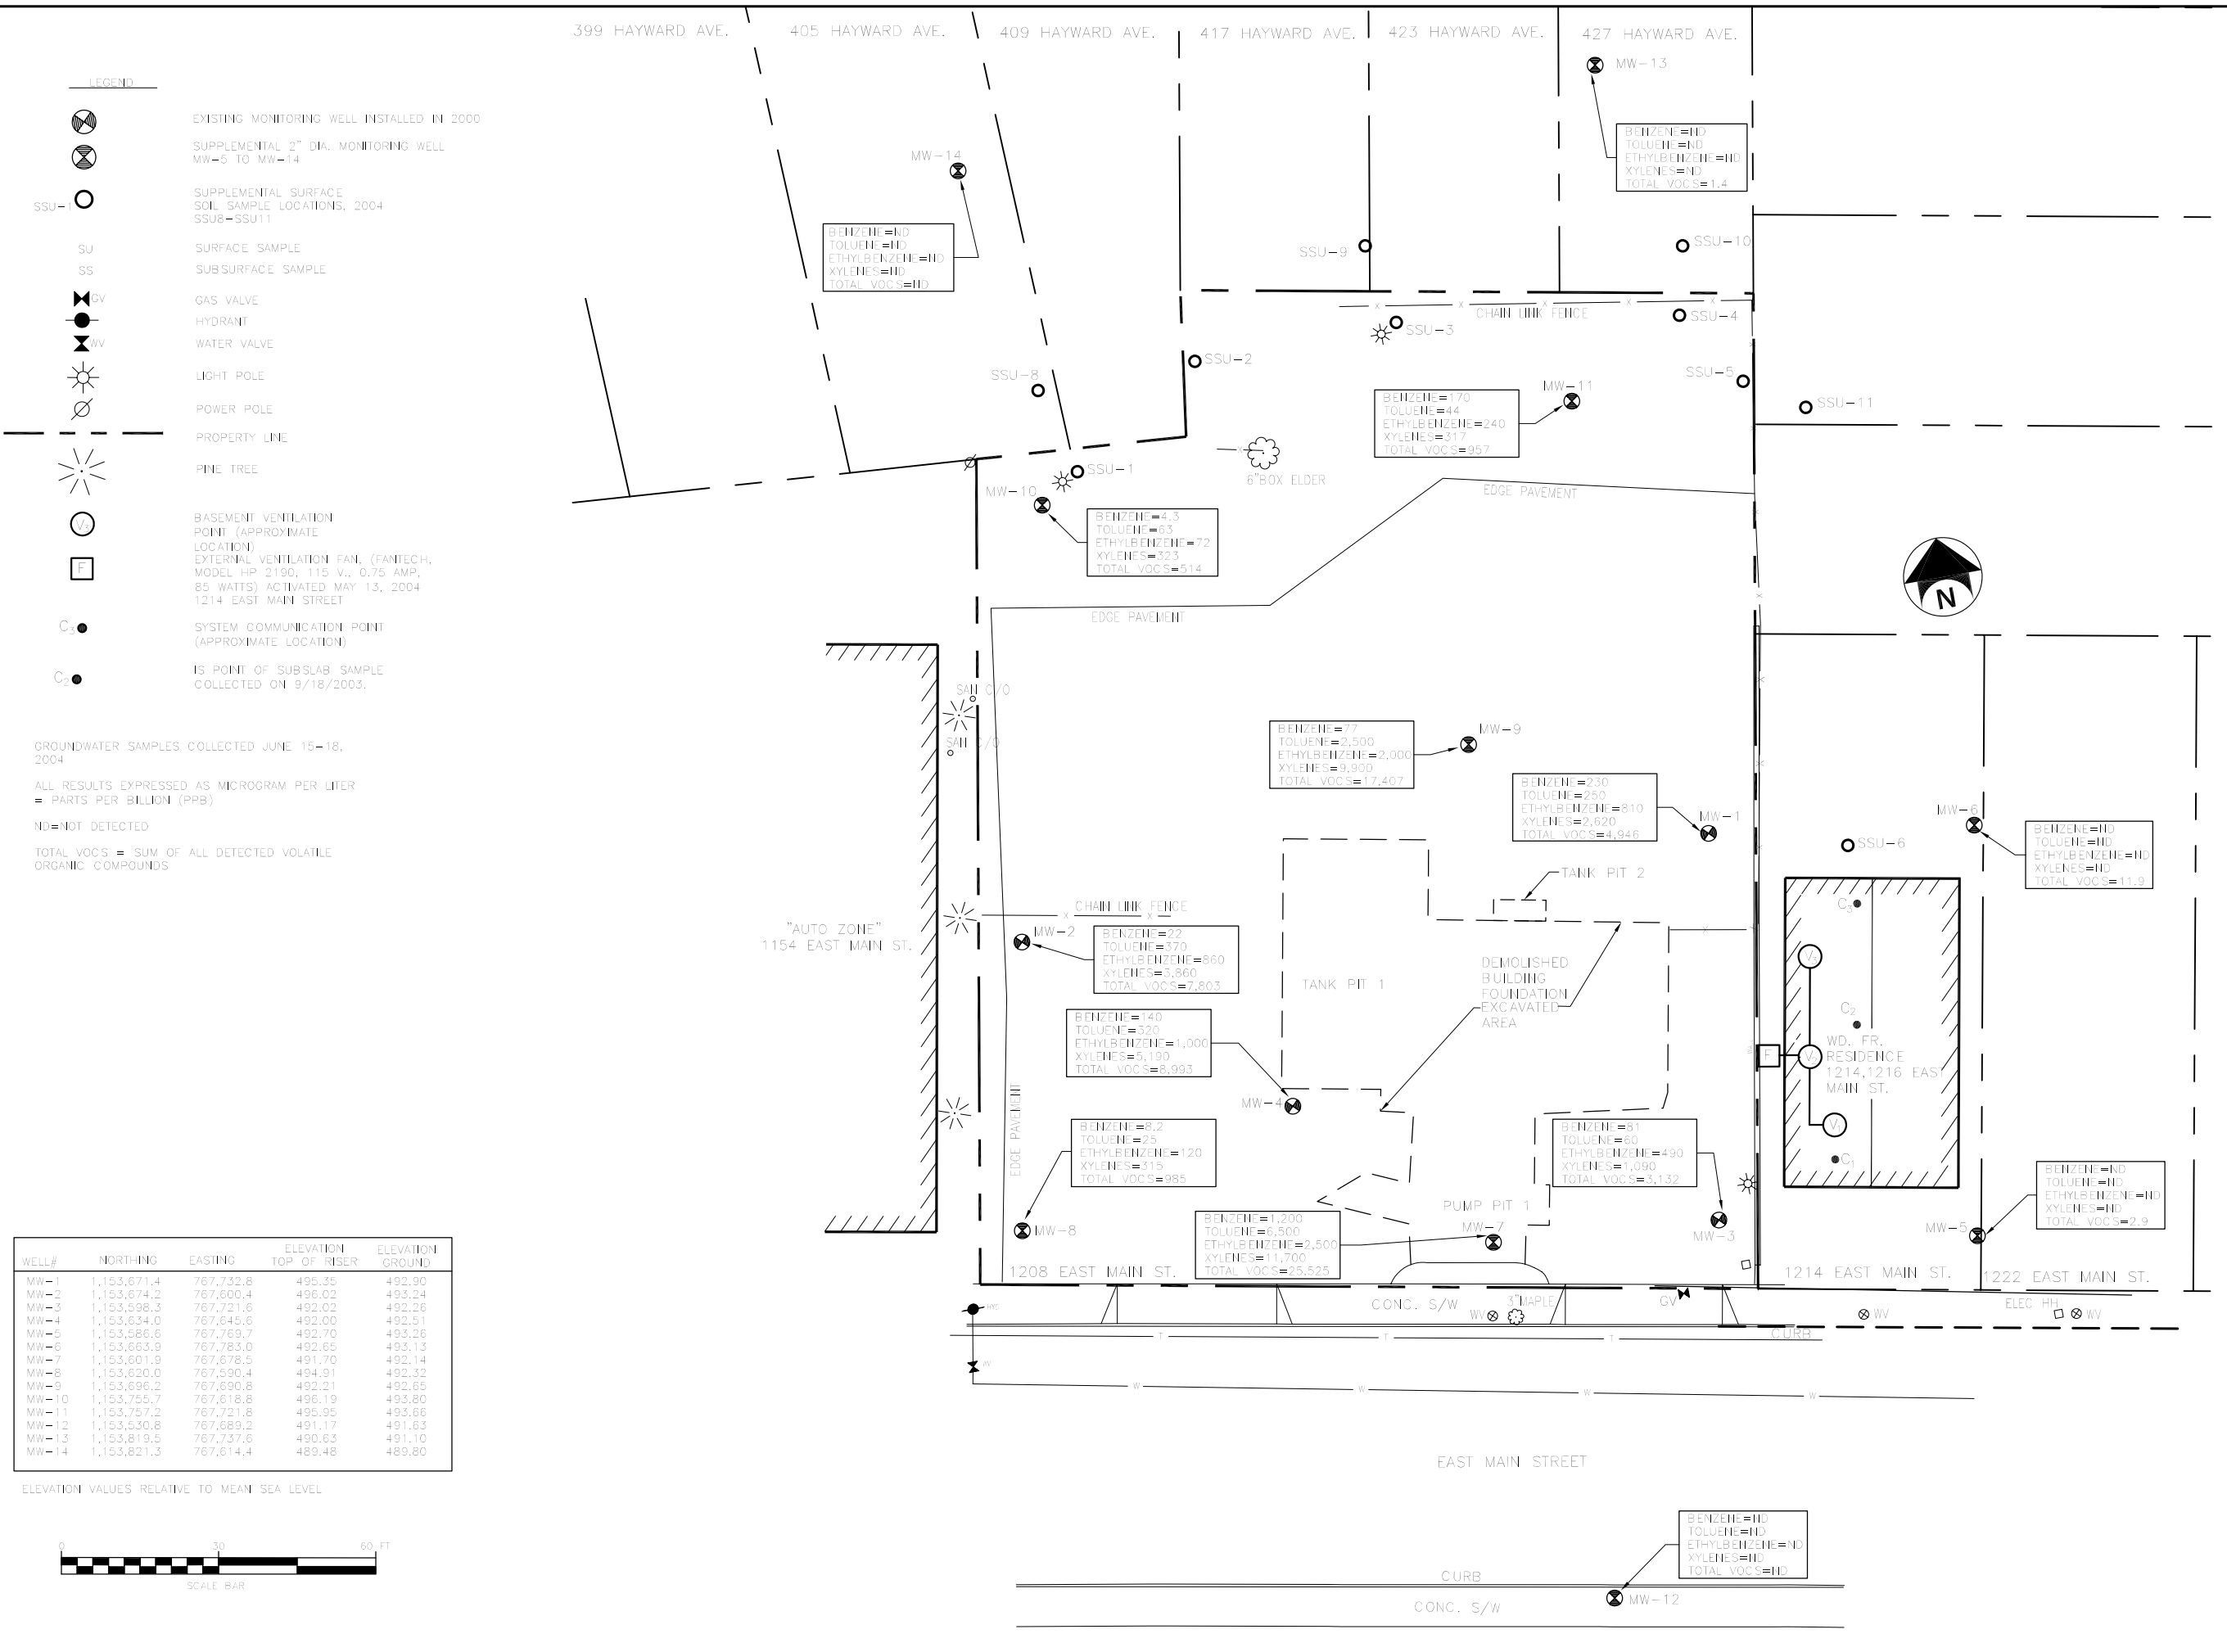 399 HAYWARD AVE.
405 HAYWARD AVE.
409 HAYWARD AVE.
417 HAYWARD AVE.
423 HAYWARD AVE.
427 HAYWARD AVE.
LEGEND
EXISTING MONITORING WELL INSTALLED IN 2000
SUPPLEMENTAL 2" DIA. MONITORING WELL
MW-5 TO MW-14
SSU-1
SUPPLEMENTAL SURFACE
SOIL SAMPLE LOCATIONS, 2004
SSU8-SSU11
SU SURFACE SAMPLE
SS SUBSURFACE SAMPLE
GV GAS VALVE
HYDRANT
WV WATER VALVE
LIGHT POLE
POWER POLE
PROPERTY LINE
PINE TREE
BASEMENT VENTILATION
POINT (APPROXIMATE
LOCATION)
F
EXTERNAL VENTILATION FAN, (FANTECH,
MODEL HP 2190, 115 V., 0.75 AMP,
85 WATTS) ACTIVATED MAY 13, 2004
1214 EAST MAIN STREET
C3
SYSTEM COMMUNICATION POINT
(APPROXIMATE LOCATION)
C2
IS POINT OF SUBSLAB SAMPLE
COLLECTED ON 9/18/2003.
GROUNDWATER SAMPLES COLLECTED JUNE 15-18,
2004
ALL RESULTS EXPRESSED AS MICROGRAM PER LITER
= PARTS PER BILLION (PPB)
ND=NOT DETECTED
TOTAL VOCS = SUM OF ALL DETECTED VOLATILE
ORGANIC COMPOUNDS
MW-13
BENZENE=ND
TOLUENE=ND
ETHYLBENZENE=ND
XYLENES=ND
TOTAL VOCS=1.4
MW-14
BENZENE=ND
TOLUENE=ND
ETHYLBENZENE=ND
XYLENES=ND
TOTAL VOCS=ND
SSU-9
SSU-10
CHAIN LINK FENCE
SSU-3
SSU-4
SSU-2
SSU-8
SSU-5
SSU-11
MW-11
BENZENE=170
TOLUENE=44
ETHYLBENZENE=240
XYLENES=317
TOTAL VOCS=957
SSU-1
6"BOX ELDER
EDGE PAVEMENT
MW-10
BENZENE=4.3
TOLUENE=63
ETHYLBENZENE=72
XYLENES=323
TOTAL VOCS=514
EDGE PAVEMENT
N
SAN C/O
SAN C/O
MW-9
BENZENE=77
TOLUENE=2,500
ETHYLBENZENE=2,000
XYLENES=9,900
TOTAL VOCS=17,407
MW-1
BENZENE=230
TOLUENE=250
ETHYLBENZENE=810
XYLENES=2,620
TOTAL VOCS=4,946
MW-6
BENZENE=ND
TOLUENE=ND
ETHYLBENZENE=ND
XYLENES=ND
TOTAL VOCS=11.9
SSU-6
TANK PIT 2
CHAIN LINK FENCE
"AUTO ZONE"
1154 EAST MAIN ST.
MW-2
BENZENE=22
TOLUENE=370
ETHYLBENZENE=860
XYLENES=3,860
TOTAL VOCS=7,803
TANK PIT 1
DEMOLISHED
BUILDING
FOUNDATION
EXCAVATED
AREA
BENZENE=140
TOLUENE=320
ETHYLBENZENE=1,000
XYLENES=5,190
TOTAL VOCS=8,993
MW-4
C3
V3
C2
F
V2
WD. FR.
RESIDENCE
1214,1216 EAST
MAIN ST.
V1
C1
EDGE PAVEMENT
BENZENE=8.2
TOLUENE=25
ETHYLBENZENE=120
XYLENES=315
TOTAL VOCS=985
MW-8
BENZENE=81
TOLUENE=60
ETHYLBENZENE=490
XYLENES=1,090
TOTAL VOCS=3,132
MW-3
PUMP PIT 1
MW-7
BENZENE=1,200
TOLUENE=6,500
ETHYLBENZENE=2,500
XYLENES=11,700
TOTAL VOCS=25,525
MW-5
BENZENE=ND
TOLUENE=ND
ETHYLBENZENE=ND
XYLENES=ND
TOTAL VOCS=2.9
1208 EAST MAIN ST.
1214 EAST MAIN ST.
1222 EAST MAIN ST.
HYD
CONC. S/W
WV
3"MAPLE
GV
WV
ELEC HH
WV
CURB
T T T
WV
W W W W
WELL# NORTHING EASTING ELEVATION TOP OF RISER ELEVATION GROUND
MW-1 1,153,671.4 767,732.8 495.35 492.90
MW-2 1,153,674.2 767,600.4 496.02 493.24
MW-3 1,153,598.3 767,721.6 492.02 492.26
MW-4 1,153,634.0 767,645.6 492.00 492.51
MW-5 1,153,586.6 767,769.7 492.70 493.26
MW-6 1,153,663.9 767,783.0 492.65 493.13
MW-7 1,153,601.9 767,678.5 491.70 492.14
MW-8 1,153,620.0 767,590.4 494.91 492.32
MW-9 1,153,696.2 767,690.8 492.21 492.65
MW-10 1,153,755.7 767,618.8 496.19 493.80
MW-11 1,153,757.2 767,721.8 495.95 493.66
MW-12 1,153,530.8 767,689.2 491.17 491.63
MW-13 1,153,819.5 767,737.6 490.63 491.10
MW-14 1,153,821.3 767,614.4 489.48 489.80
ELEVATION VALUES RELATIVE TO MEAN SEA LEVEL
0 30 60 FT
SCALE BAR
EAST MAIN STREET
BENZENE=ND
TOLUENE=ND
ETHYLBENZENE=ND
XYLENES=ND
TOTAL VOCS=ND
CURB
MW-12
CONC. S/W